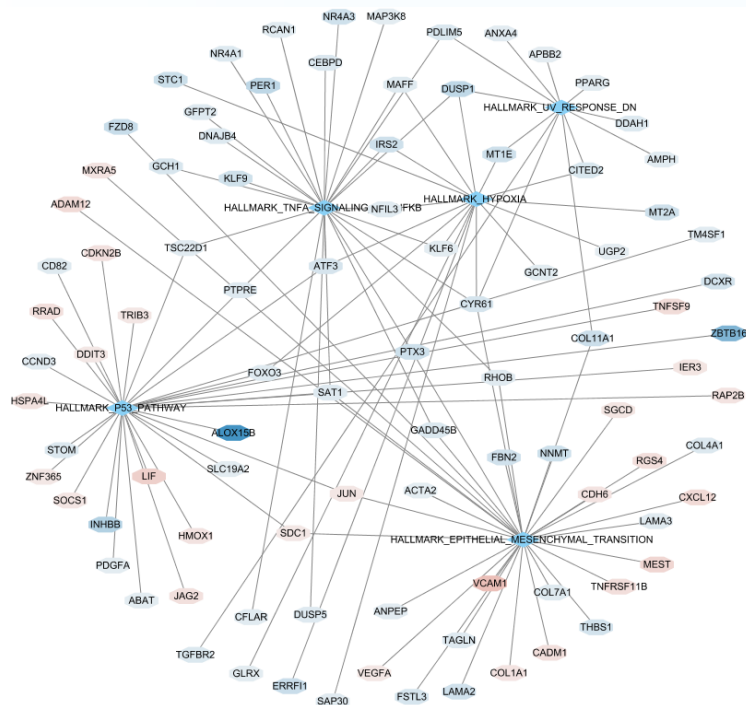 NR4A3
MAP3K8
RCAN1
PDLIM5
ANXA4
NR4A1
CEBPD
APBB2
STC1
PER1
MAFF
DUSP1
PPARG
HALLMARK_UV_RESPONSE_DN
GFPT2
DDAH1
FZD8
DNAJB4
IRS2
MT1E
AMPH
GCH1
CITED2
MXRA5
KLF9
ADAM12
HALLMARK_TNFA_SIGNALING
NFIL3
NFKB
HALLMARK_HYPOXIA
MT2A
TM4SF1
TSC22D1
KLF6
UGP2
CDKN2B
CD82
ATF3
GCNT2
DCXR
PTPRE
CYR61
TNFSF9
RRAD
TRIB3
ZBTB16
COL11A1
DDIT3
PTX3
CCND3
FOXO3
IER3
RHOB
SAT1
HSPA4L
RAP2B
HALLMARK_P53_PATHWAY
SGCD
ALOX15B
GADD45B
STOM
COL4A1
NNMT
FBN2
SLC19A2
RGS4
ZNF365
LIF
ACTA2
JUN
CDH6
CXCL12
SOCS1
LAMA3
INHBB
HMOX1
SDC1
HALLMARK_EPITHELIAL_MESENCHYMAL_TRANSITION
PDGFA
MEST
VCAM1
TNFRSF11B
COL7A1
ABAT
JAG2
CFLAR
DUSP5
ANPEP
THBS1
TAGLN
TGFBR2
CADM1
GLRX
VEGFA
COL1A1
ERRFI1
LAMA2
SAP30
FSTL3